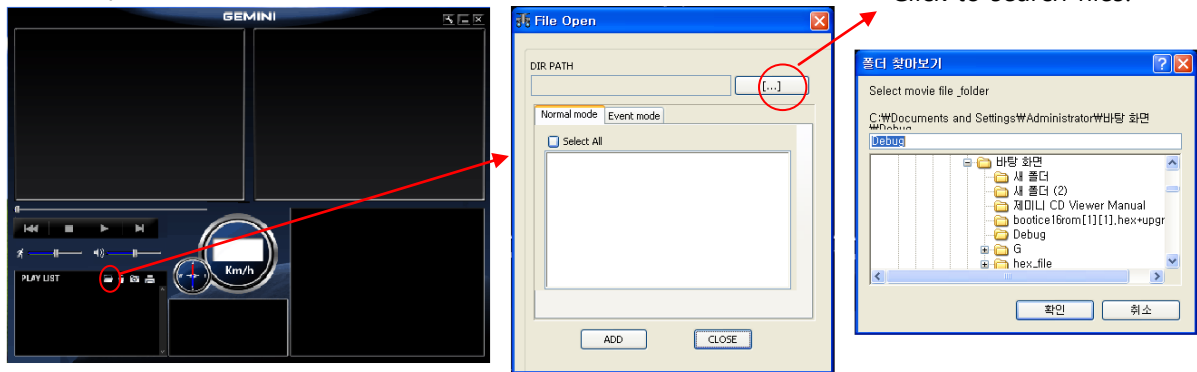 GEMINI
Km/h
PLAY LIST
File Open
DIR PATH
[...]
Normal mode
Event mode
Select All
ADD
CLOSE
Click to search files.
폴더 찾아보기
Select movie file _folder
C:₩Documents and Settings₩Administrator₩바탕 화면
₩Debug
Debug
바탕 화면
새 폴더
새 폴더 (2)
제미니 CD Viewer Manual
bootice16rom[1][1],hex+upgr
Debug
G
hex_file
확인
취소